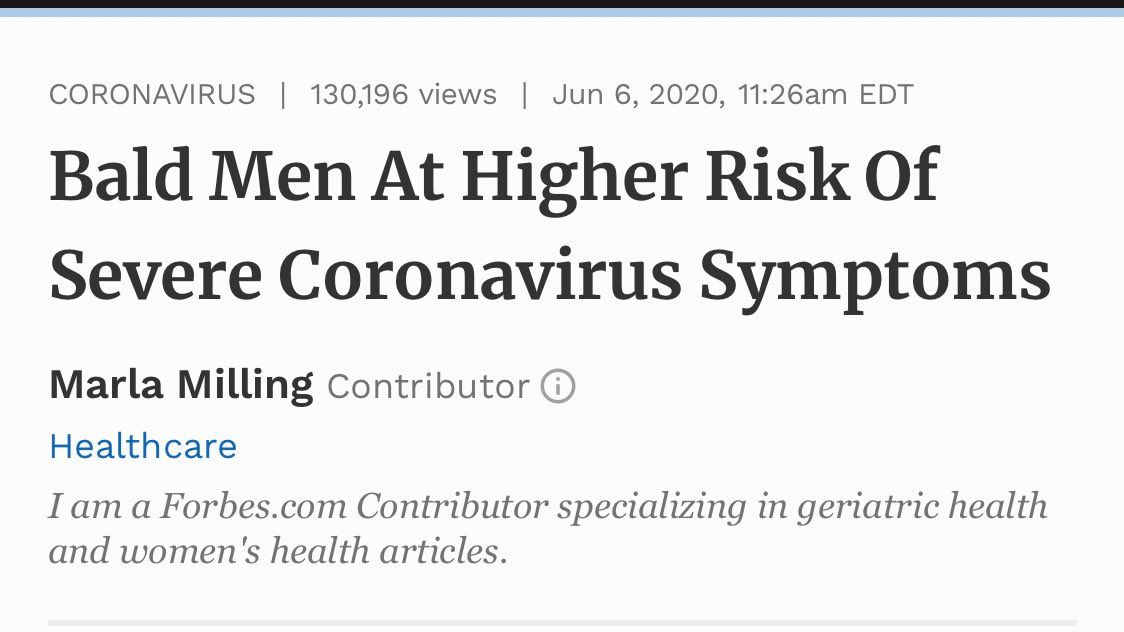 CORONAVIRUS | 130,196 views | Jun 6, 2020, 11:26am EDT
Bald Men At Higher Risk Of
Severe Coronavirus Symptoms
Marla Milling Contributor
Healthcare
I am a Forbes.com Contributor specializing in geriatric health
and women's health articles.